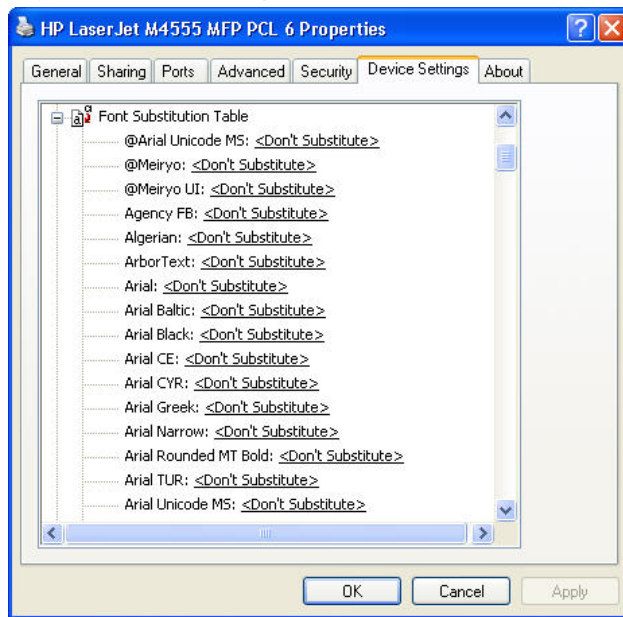 HP LaserJet M4555 MFP PCL 6 Properties
General Sharing Ports Advanced Security Device Settings About
Font Substitution Table
@Arial Unicode MS: <Don't Substitute>
@Meiryo: <Don't Substitute>
@Meiryo UI: <Don't Substitute>
Agency FB: <Don't Substitute>
Algerian: <Don't Substitute>
ArborText: <Don't Substitute>
Arial: <Don't Substitute>
Arial Baltic: <Don't Substitute>
Arial Black: <Don't Substitute>
Arial CE: <Don't Substitute>
Arial CYR: <Don't Substitute>
Arial Greek: <Don't Substitute>
Arial Narrow: <Don't Substitute>
Arial Rounded MT Bold: <Don't Substitute>
Arial TUR: <Don't Substitute>
Arial Unicode MS: <Don't Substitute>
OK Cancel Apply